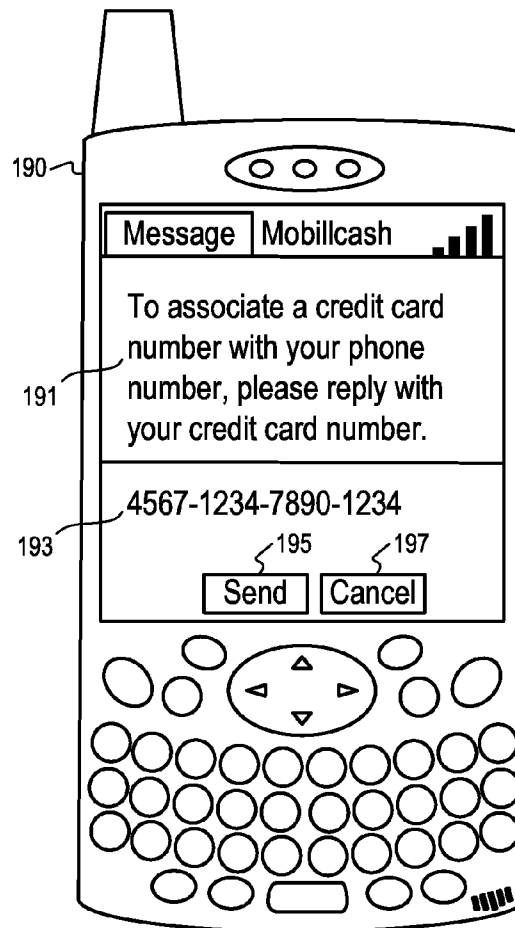 190
Message Mobillcash
To associate a credit card
number with your phone
191
number, please reply with
your credit card number.
4567-1234-7890-1234
193
195 197
Send Cancel